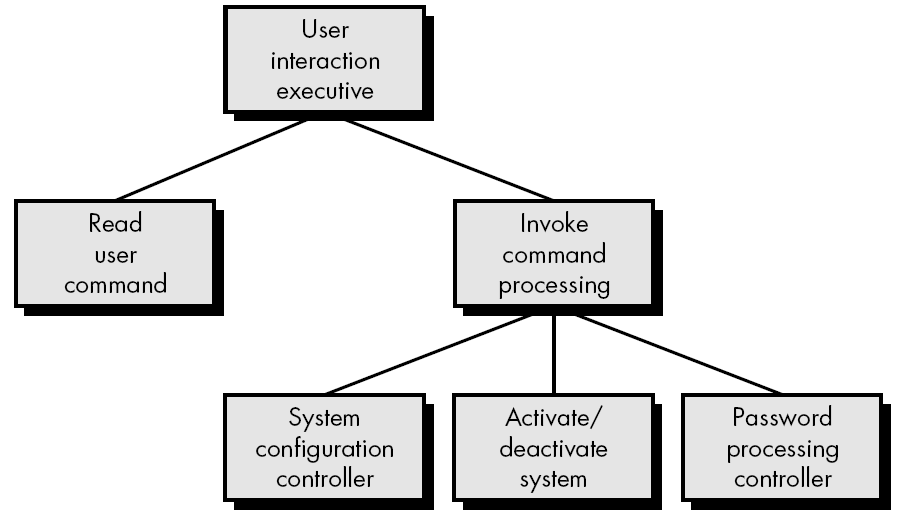 User
interaction
executive
Read
user
command
Invoke
command
processing
System
configuration
controller
Activate/
deactivate
system
Password
processing
controller